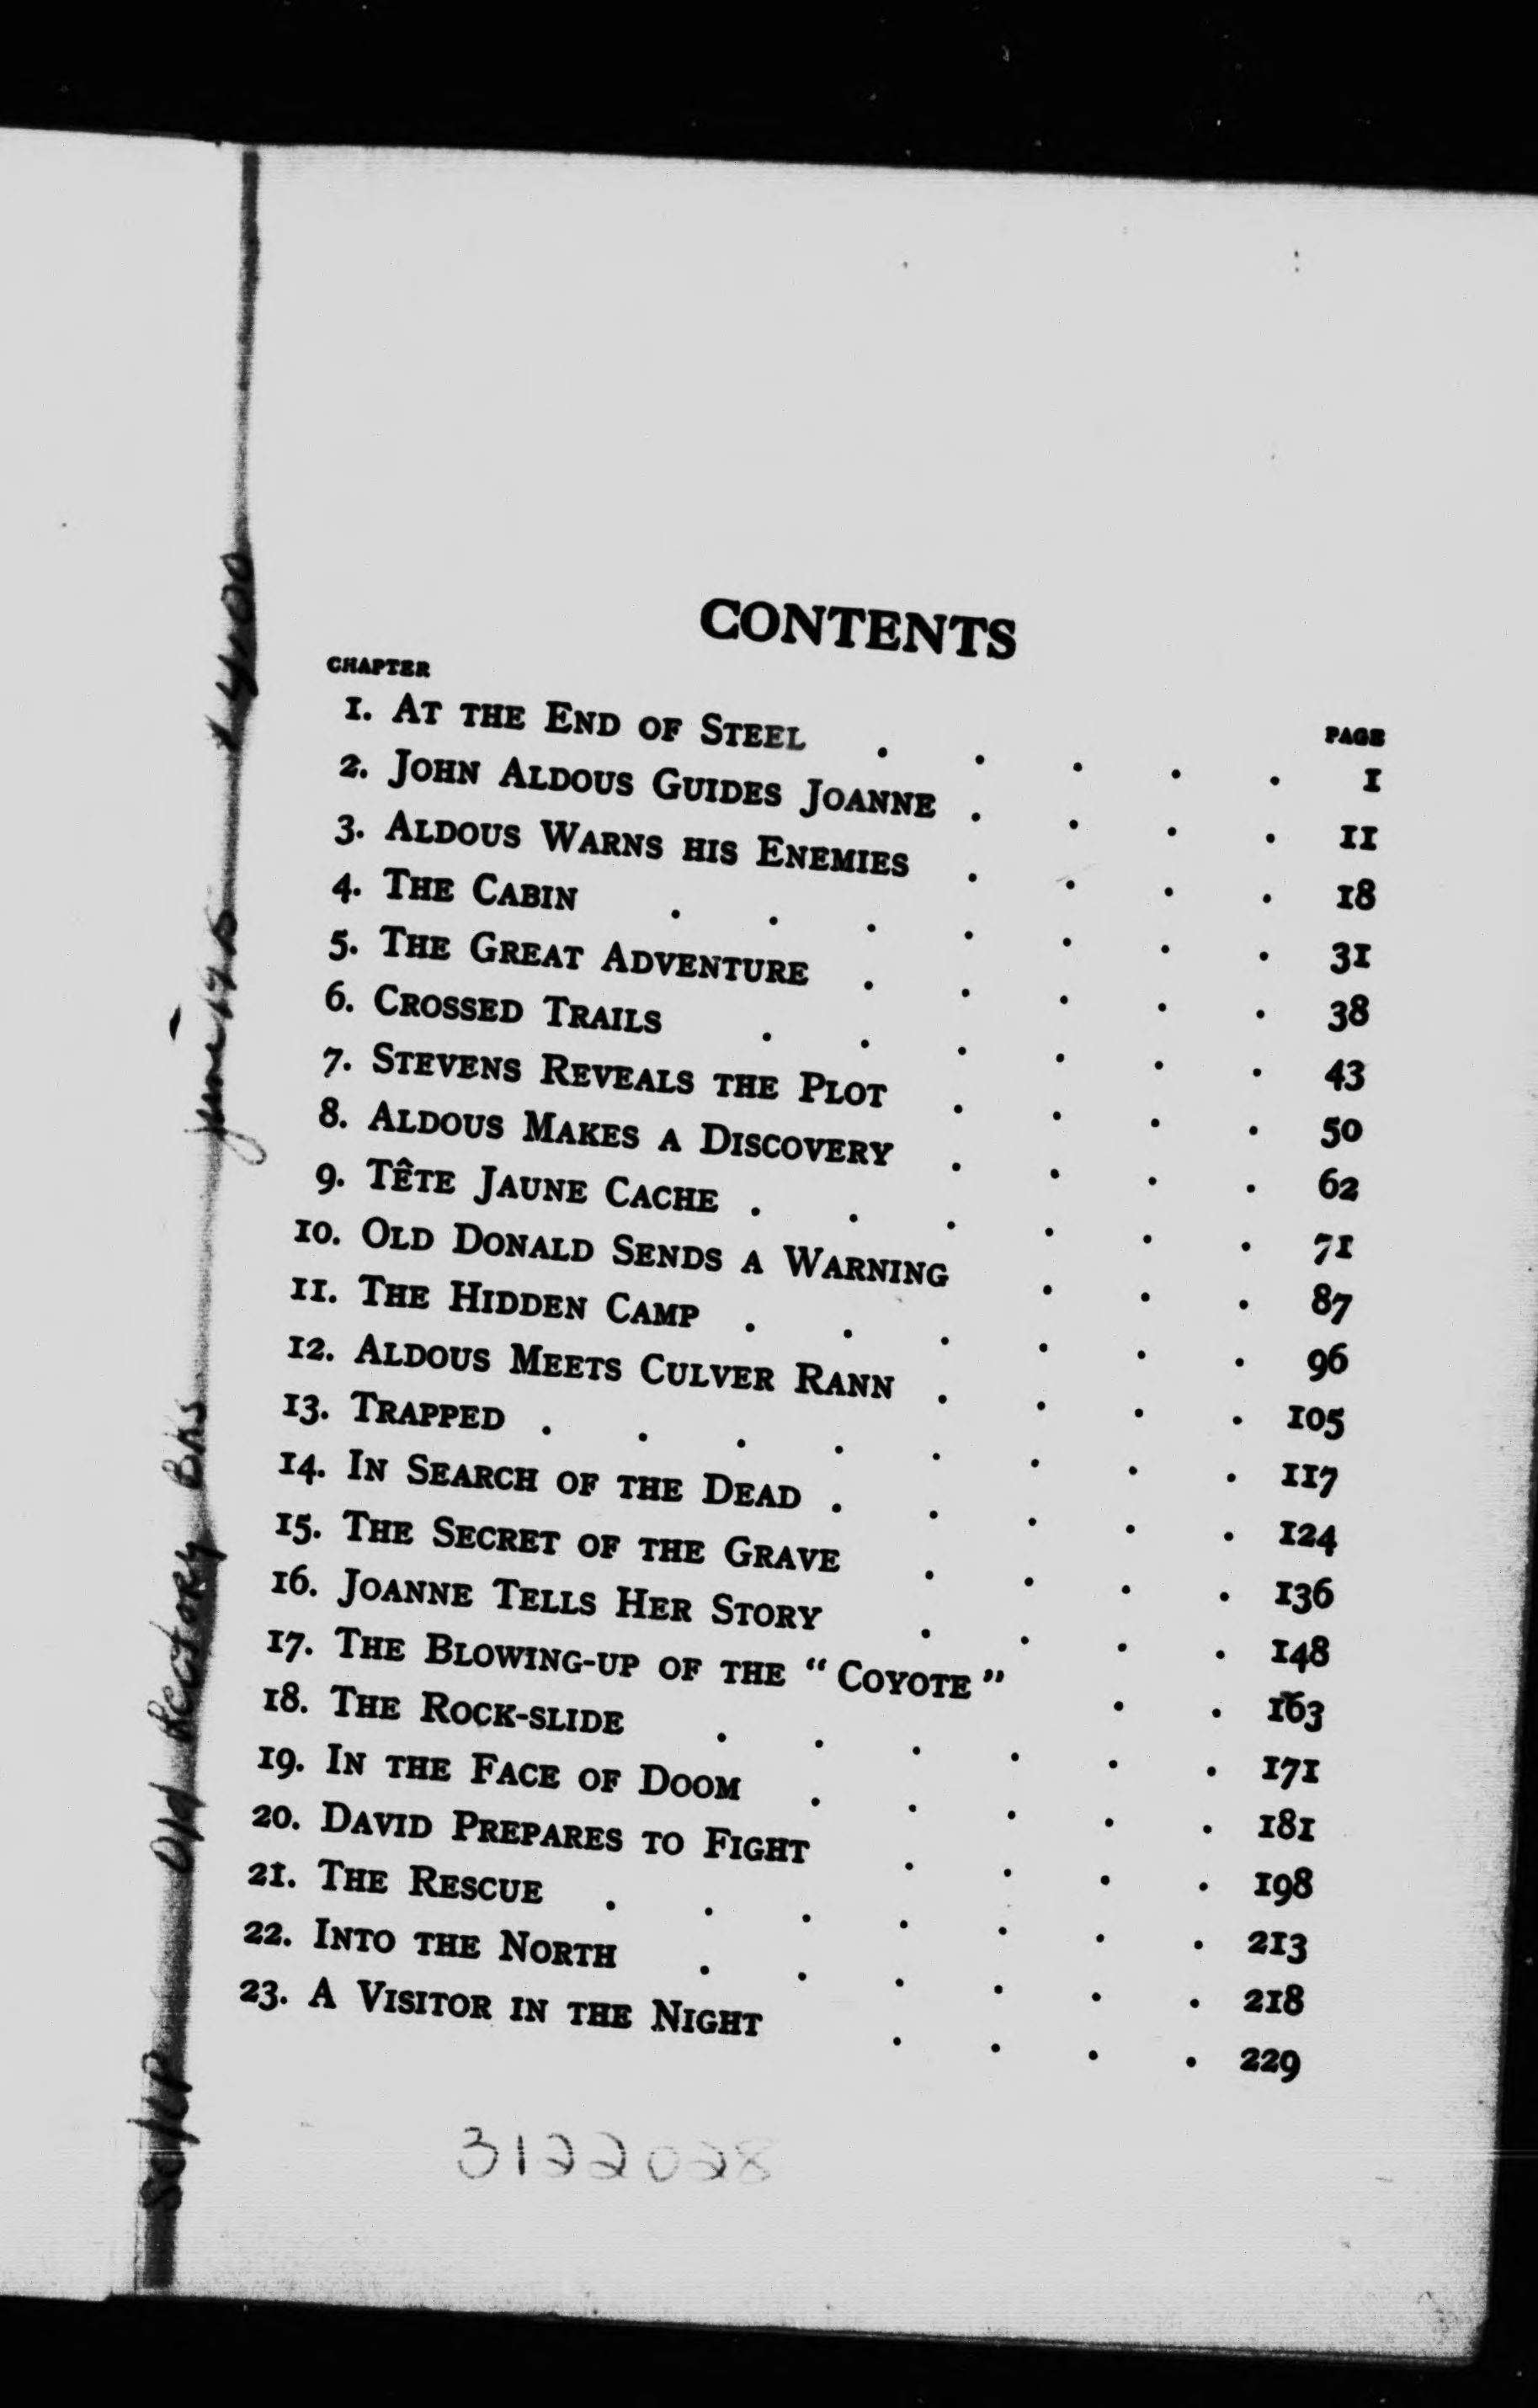 CONTENTS
CHAPTER PAGE
1. AT THE END OF STEEL . . . . . 1
2. JOHN ALDOUS GUIDES JOANNE . . . . 11
3. ALDOUS WARNS HIS ENEMIES . . . . 18
4. THE CABIN . . . . . . . 31
5. THE GREAT ADVENTURE . . . . . 38
6. CROSSED TRAILS . . . . . . 43
7. STEVENS REVEALS THE PLOT . . . . 50
8. ALDOUS MAKES A DISCOVERY . . . . 62
9. TÊTE JAUNE CACHE . . . . . . 71
10. OLD DONALD SENDS A WARNING . . . 87
11. THE HIDDEN CAMP . . . . . . 96
12. ALDOUS MEETS CULVER RANN . . . . 105
13. TRAPPED . . . . . . . . 117
14. IN SEARCH OF THE DEAD . . . . . 124
15. THE SECRET OF THE GRAVE . . . . 136
16. JOANNE TELLS HER STORY . . . . 148
17. THE BLOWING-UP OF THE “COYOTE” . . 163
18. THE ROCK-SLIDE . . . . . . 171
19. IN THE FACE OF DOOM . . . . . 181
20. DAVID PREPARES TO FIGHT . . . . 198
21. THE RESCUE . . . . . . . 213
22. INTO THE NORTH . . . . . . 218
23. A VISITOR IN THE NIGHT . . . . 229
3122028
Old Rectory Bks